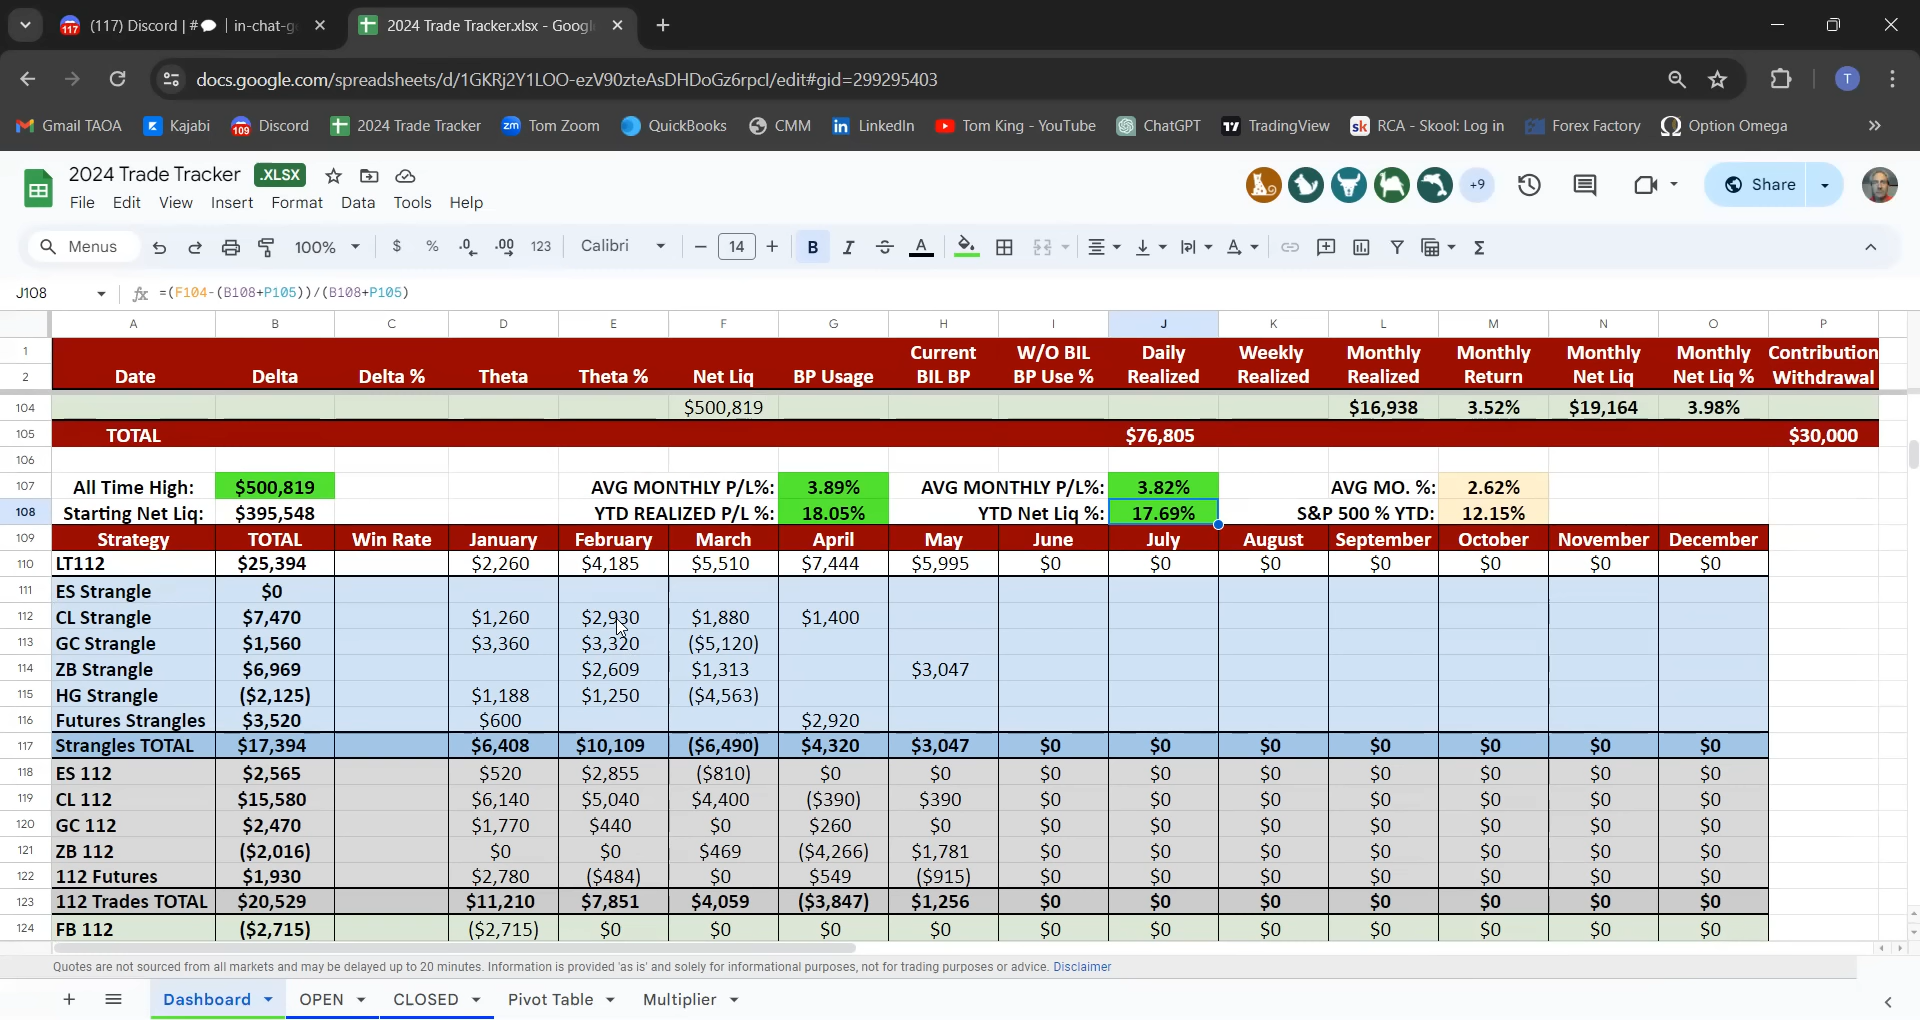 (117) Discord | # | in-chat-g
2024 Trade Tracker.xlsx - Googl
docs.google.com/spreadsheets/d/1GKRj2Y1LOO-ezV90zteAsDHDoGz6rpcI/edit#gid=299295403
T
Gmail TAOA Kajabi Discord 2024 Trade Tracker Tom Zoom QuickBooks CMM LinkedIn Tom King - YouTube ChatGPT TradingView RCA - Skool: Log in Forex Factory Option Omega
2024 Trade Tracker .XLSX
+9 Share
File Edit View Insert Format Data Tools Help
Menus 100% $ % .0 .00 123 Calibri 14 B I A
J108 fx =(F104-(B108+P105))/(B108+P105)
A B C D E F G H I J K L M N O P
1 Current W/O BIL Daily Weekly Monthly Monthly Monthly Monthly Contribution
2 Date Delta Delta % Theta Theta % Net Liq BP Usage BIL BP BP Use % Realized Realized Realized Return Net Liq Net Liq % Withdrawal
104 $500,819 $16,938 3.52% $19,164 3.98%
105 TOTAL $76,805 $30,000
106
107 All Time High: $500,819 AVG MONTHLY P/L%: 3.89% AVG MONTHLY P/L%: 3.82% AVG MO. %: 2.62%
108 Starting Net Liq: $395,548 YTD REALIZED P/L %: 18.05% YTD Net Liq %: 17.69% S&P 500 % YTD: 12.15%
109 Strategy TOTAL Win Rate January February March April May June July August September October November December
110 LT112 $25,394 $2,260 $4,185 $5,510 $7,444 $5,995 $0 $0 $0 $0 $0 $0 $0
111 ES Strangle $0
112 CL Strangle $7,470 $1,260 $2,930 $1,880 $1,400
113 GC Strangle $1,560 $3,360 $3,320 ($5,120)
114 ZB Strangle $6,969 $2,609 $1,313 $3,047
115 HG Strangle ($2,125) $1,188 $1,250 ($4,563)
116 Futures Strangles $3,520 $600 $2,920
117 Strangles TOTAL $17,394 $6,408 $10,109 ($6,490) $4,320 $3,047 $0 $0 $0 $0 $0 $0 $0
118 ES 112 $2,565 $520 $2,855 ($810) $0 $0 $0 $0 $0 $0 $0 $0 $0
119 CL 112 $15,580 $6,140 $5,040 $4,400 ($390) $390 $0 $0 $0 $0 $0 $0 $0
120 GC 112 $2,470 $1,770 $440 $0 $260 $0 $0 $0 $0 $0 $0 $0 $0
121 ZB 112 ($2,016) $0 $0 $469 ($4,266) $1,781 $0 $0 $0 $0 $0 $0 $0
122 112 Futures $1,930 $2,780 ($484) $0 $549 ($915) $0 $0 $0 $0 $0 $0 $0
123 112 Trades TOTAL $20,529 $11,210 $7,851 $4,059 ($3,847) $1,256 $0 $0 $0 $0 $0 $0 $0
124 FB 112 ($2,715) ($2,715) $0 $0 $0 $0 $0 $0 $0 $0 $0 $0 $0
Quotes are not sourced from all markets and may be delayed up to 20 minutes. Information is provided 'as is' and solely for informational purposes, not for trading purposes or advice. Disclaimer
Dashboard OPEN CLOSED Pivot Table Multiplier